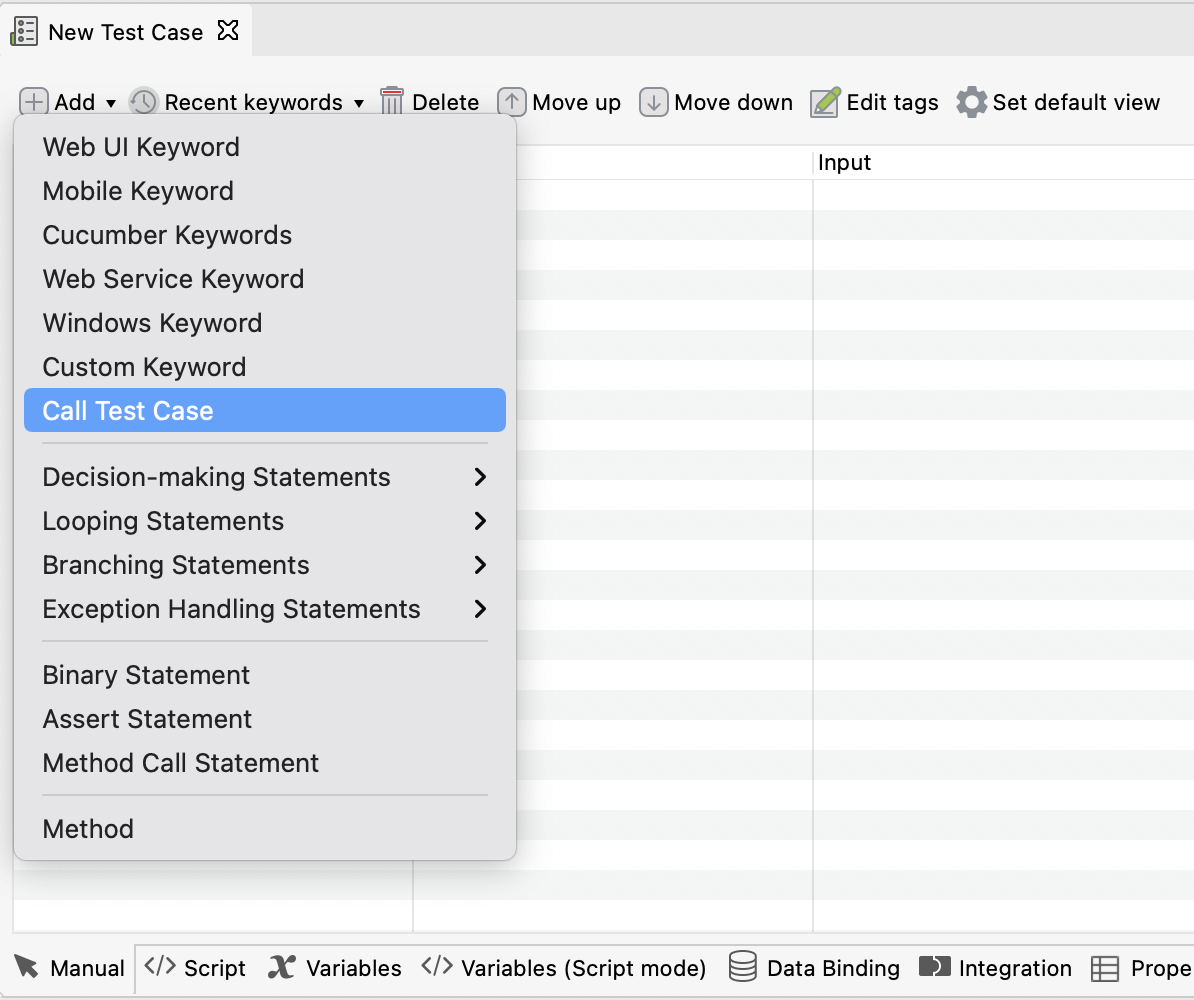 New Test Case
Add Recent keywords Delete Move up Move down Edit tags Set default view
Input
Web UI Keyword
Mobile Keyword
Cucumber Keywords
Web Service Keyword
Windows Keyword
Custom Keyword
Call Test Case
Decision-making Statements
Looping Statements
Branching Statements
Exception Handling Statements
Binary Statement
Assert Statement
Method Call Statement
Method
Manual </> Script Variables </> Variables (Script mode) Data Binding Integration Prope